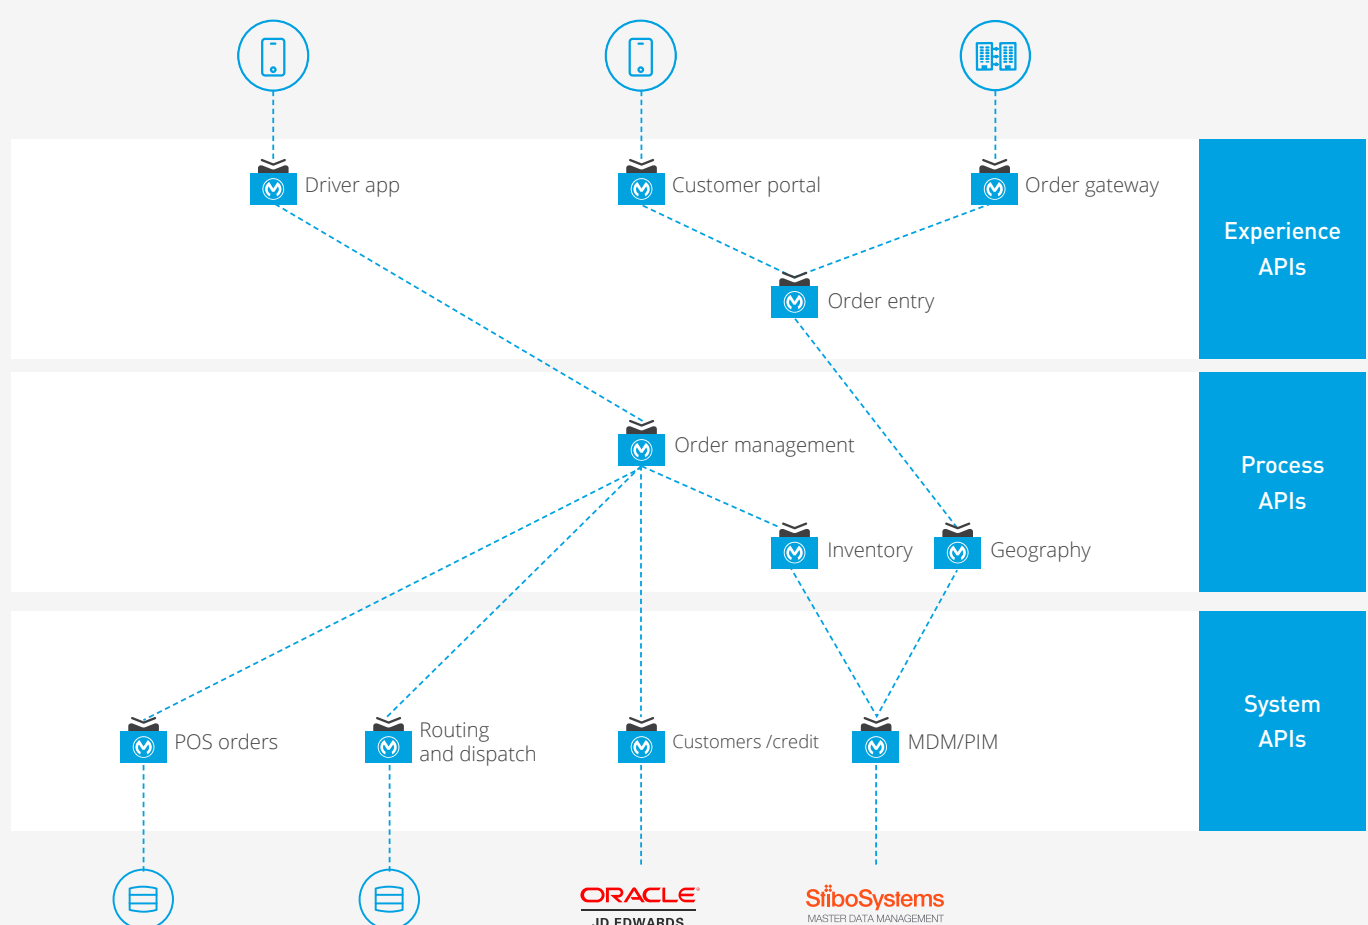 Driver app
Customer portal
Order gateway
Experience
APIs
Order entry
Order management
Process
APIs
Inventory
Geography
System
APIs
POS orders
Routing
and dispatch
Customers /credit
MDM/PIM
ORACLE
JD EDWARDS
StiboSystems
MASTER DATA MANAGEMENT